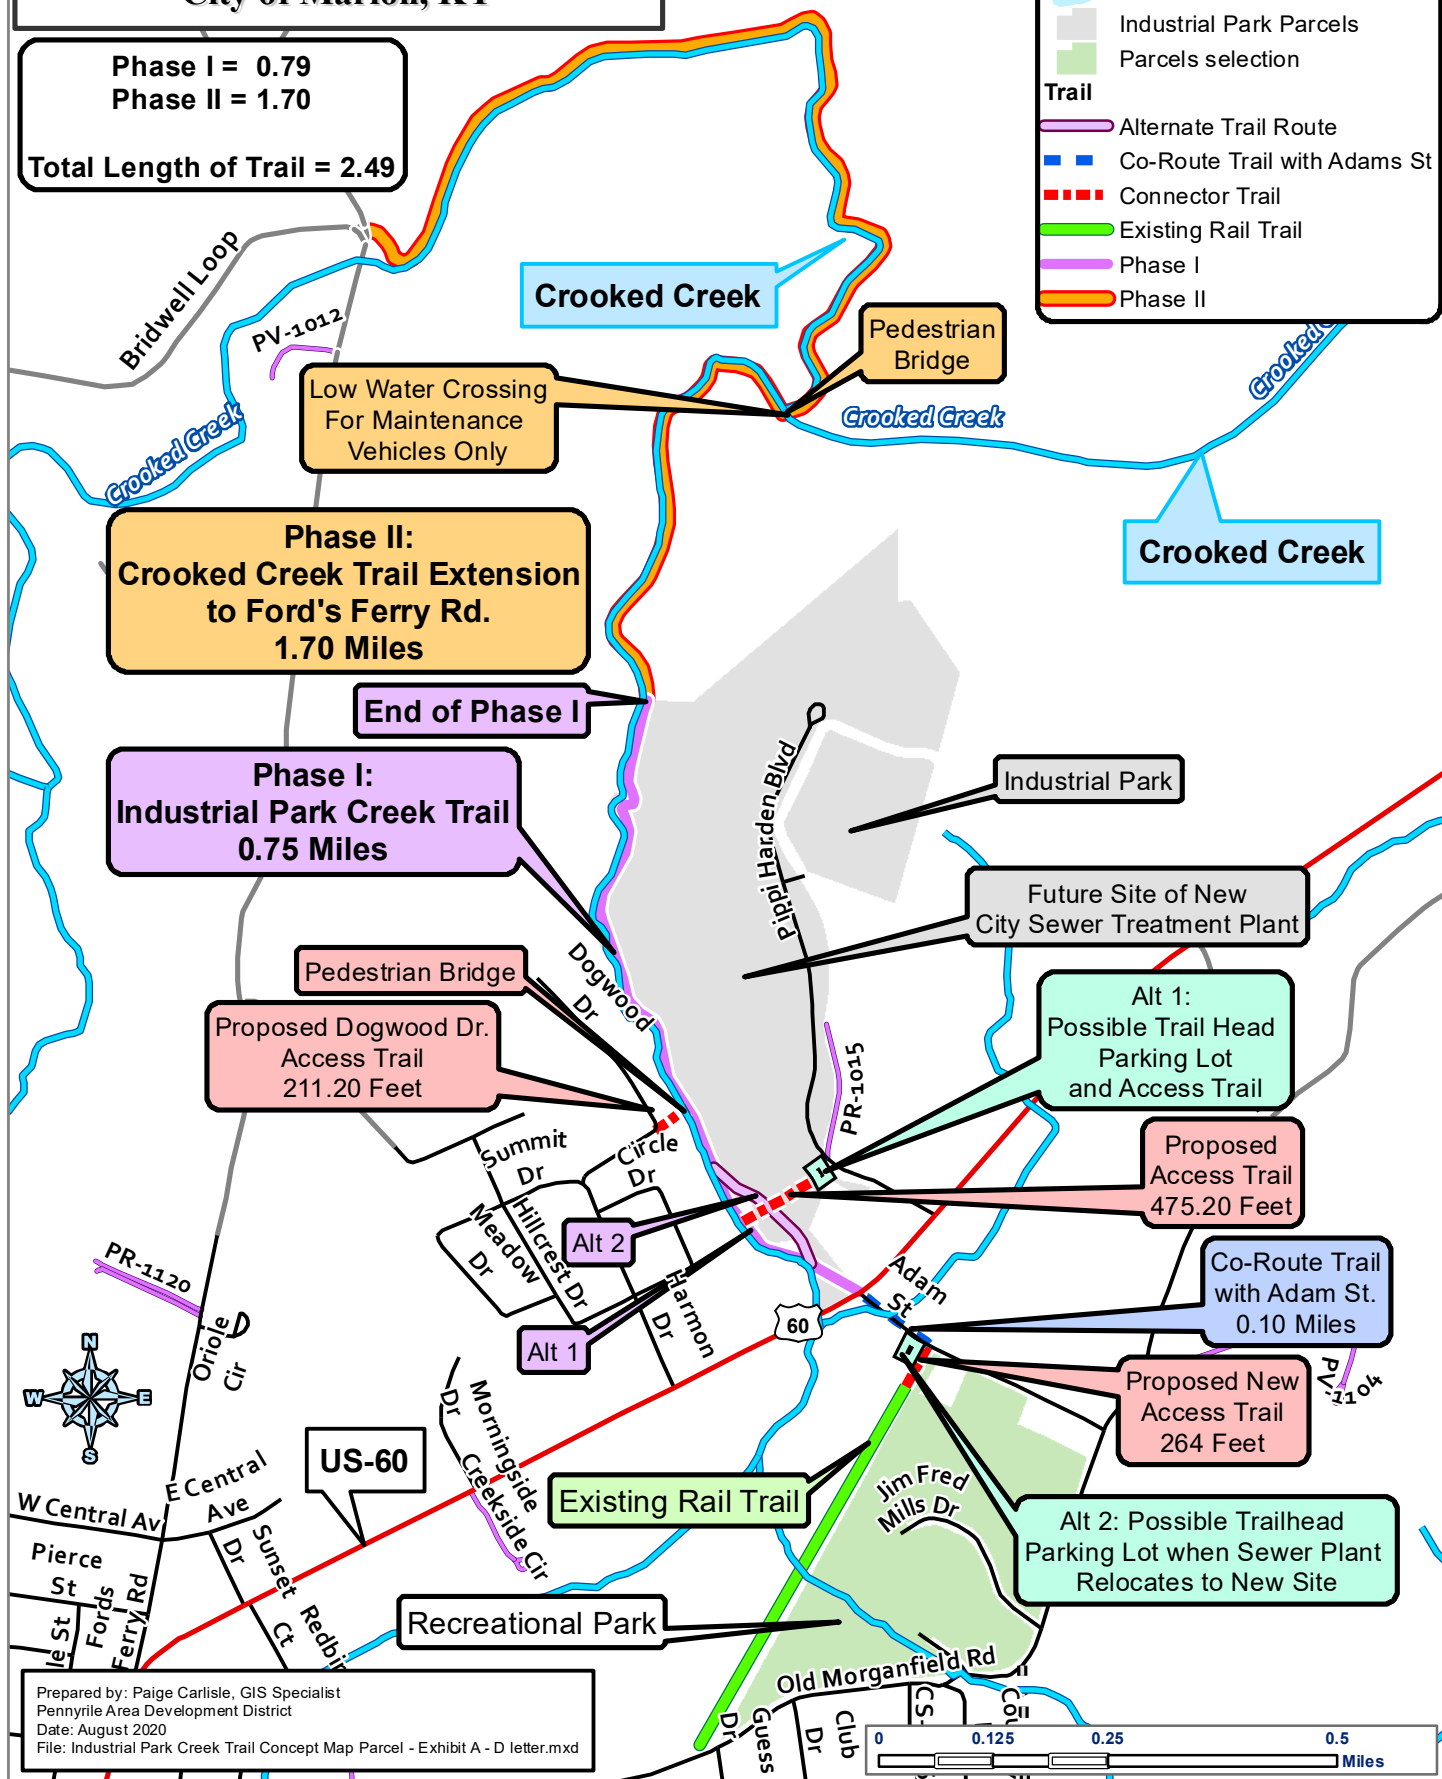 City of Marion, KY
Phase I = 0.79
Phase II = 1.70
Total Length of Trail = 2.49
Industrial Park Parcels
Parcels selection
Trail
Alternate Trail Route
Co-Route Trail with Adams St
Connector Trail
Existing Rail Trail
Phase I
Phase II
Bridwell Loop
PV-1012
Crooked Creek
Pedestrian
Bridge
Low Water Crossing
For Maintenance
Vehicles Only
Crooked Creek
Crooked Creek
Crooked
Crooked Creek
Phase II:
Crooked Creek Trail Extension
to Ford's Ferry Rd.
1.70 Miles
End of Phase I
Phase I:
Industrial Park Creek Trail
0.75 Miles
Pippi Harden Blvd
Industrial Park
Future Site of New
City Sewer Treatment Plant
Dogwood
Dr
Pedestrian Bridge
Proposed Dogwood Dr.
Access Trail
211.20 Feet
Alt 1:
Possible Trail Head
Parking Lot
and Access Trail
PR-1015
Summit
Dr
Circle
Dr
Proposed
Access Trail
475.20 Feet
Meadow
Dr
Hillcrest Dr
Alt 2
Harmon
Dr
Alt 1
PR-1120
Oriole
Cir
Adam
St
60
Co-Route Trail
with Adam St.
0.10 Miles
N
W
E
S
Proposed New
Access Trail
264 Feet
PV-1104
Morningside
Dr
Creekside Cir
US-60
Existing Rail Trail
Jim Fred
Mills Dr
Alt 2: Possible Trailhead
Parking Lot when Sewer Plant
Relocates to New Site
W Central Av
E Central
Ave
Pierce
St
Fords
Ferry Rd
le St
Sunset
Dr
Redbir
Ct
Recreational Park
Old Morganfield Rd
Guess
Dr
Club
Dr
CS-
Cou
Prepared by: Paige Carlisle, GIS Specialist
Pennyrile Area Development District
Date: August 2020
File: Industrial Park Creek Trail Concept Map Parcel - Exhibit A - D letter.mxd
0 0.125 0.25 0.5
Miles